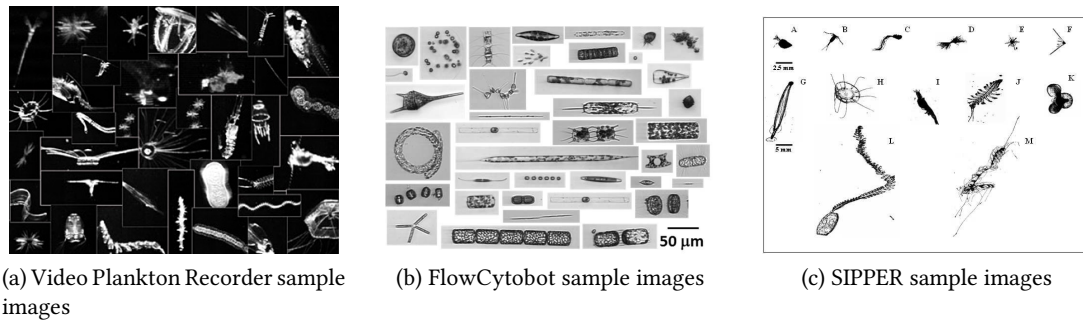 50 μm
A B C D E F
2.5 mm
G H I J K
5 mm
L M
(a) Video Plankton Recorder sample
images
(b) FlowCytobot sample images
(c) SIPPER sample images